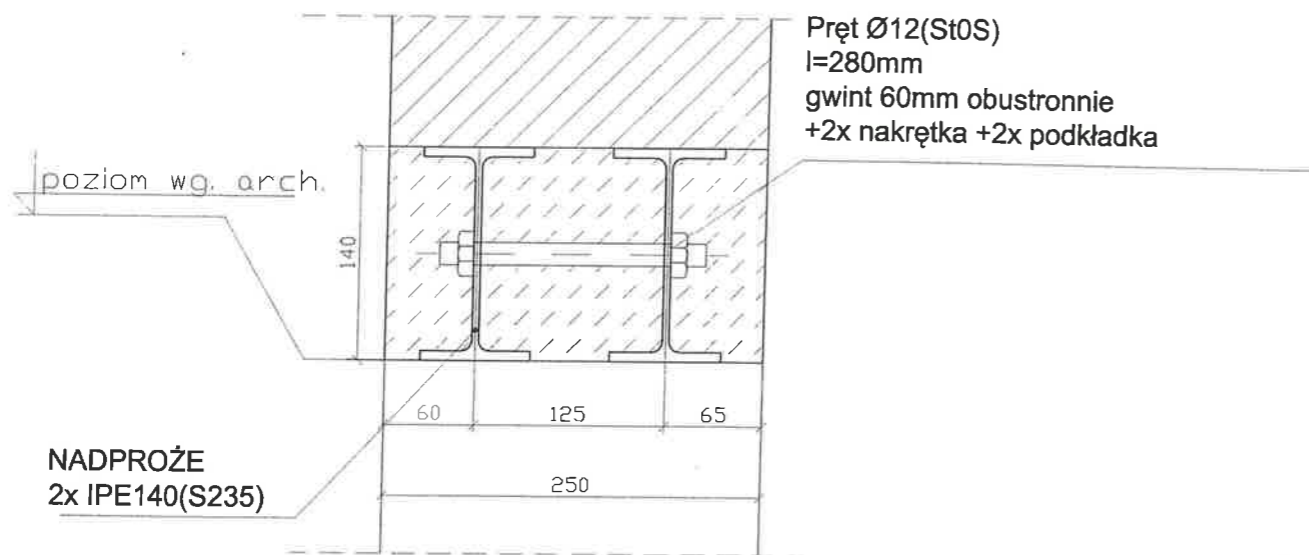 Pręt Ø12(St0S)
l=280mm
gwint 60mm obustronnie
+2x nakrętka +2x podkładka
poziom wg. arch.
140
60
125
65
250
NADPROŻE
2x IPE140(S235)